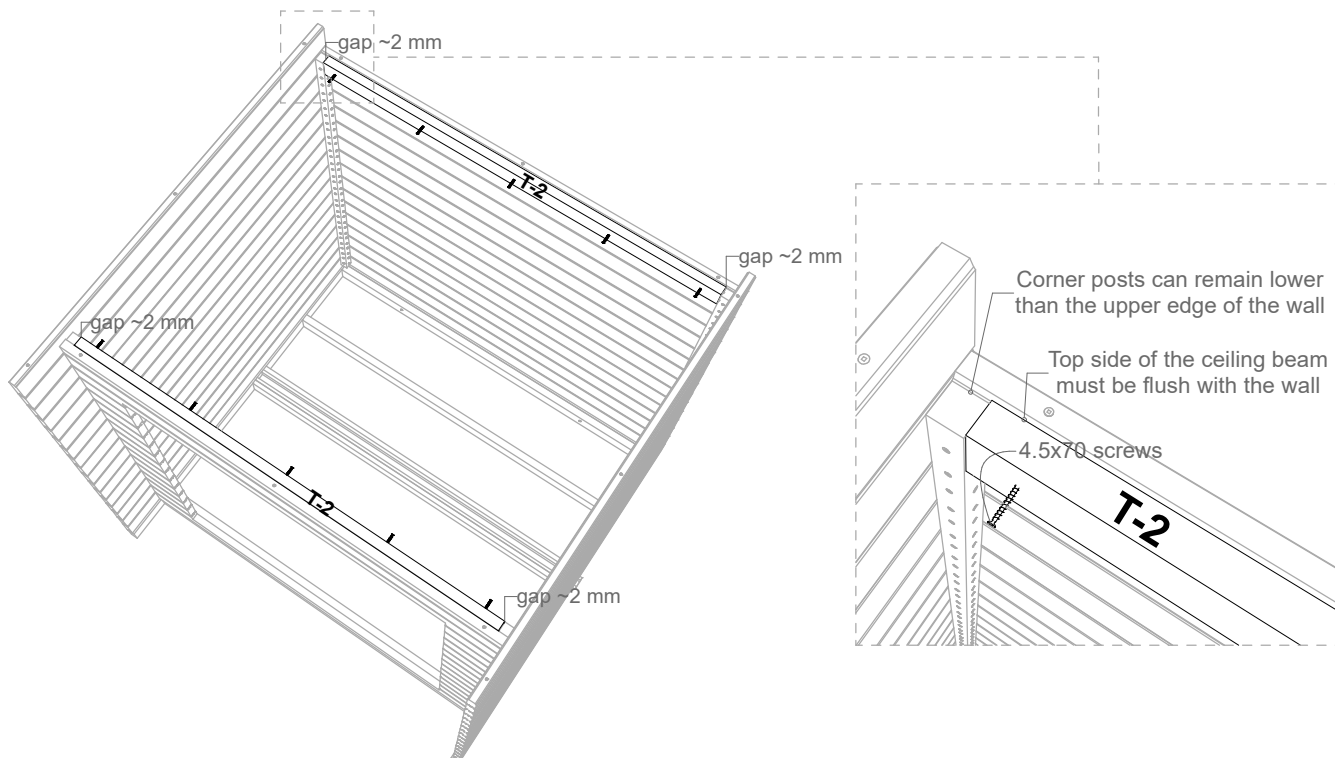 gap ~2 mm
T-2
gap ~2 mm
gap ~2 mm
T-2
gap ~2 mm
Corner posts can remain lower
than the upper edge of the wall
Top side of the ceiling beam
must be flush with the wall
4.5x70 screws
T-2